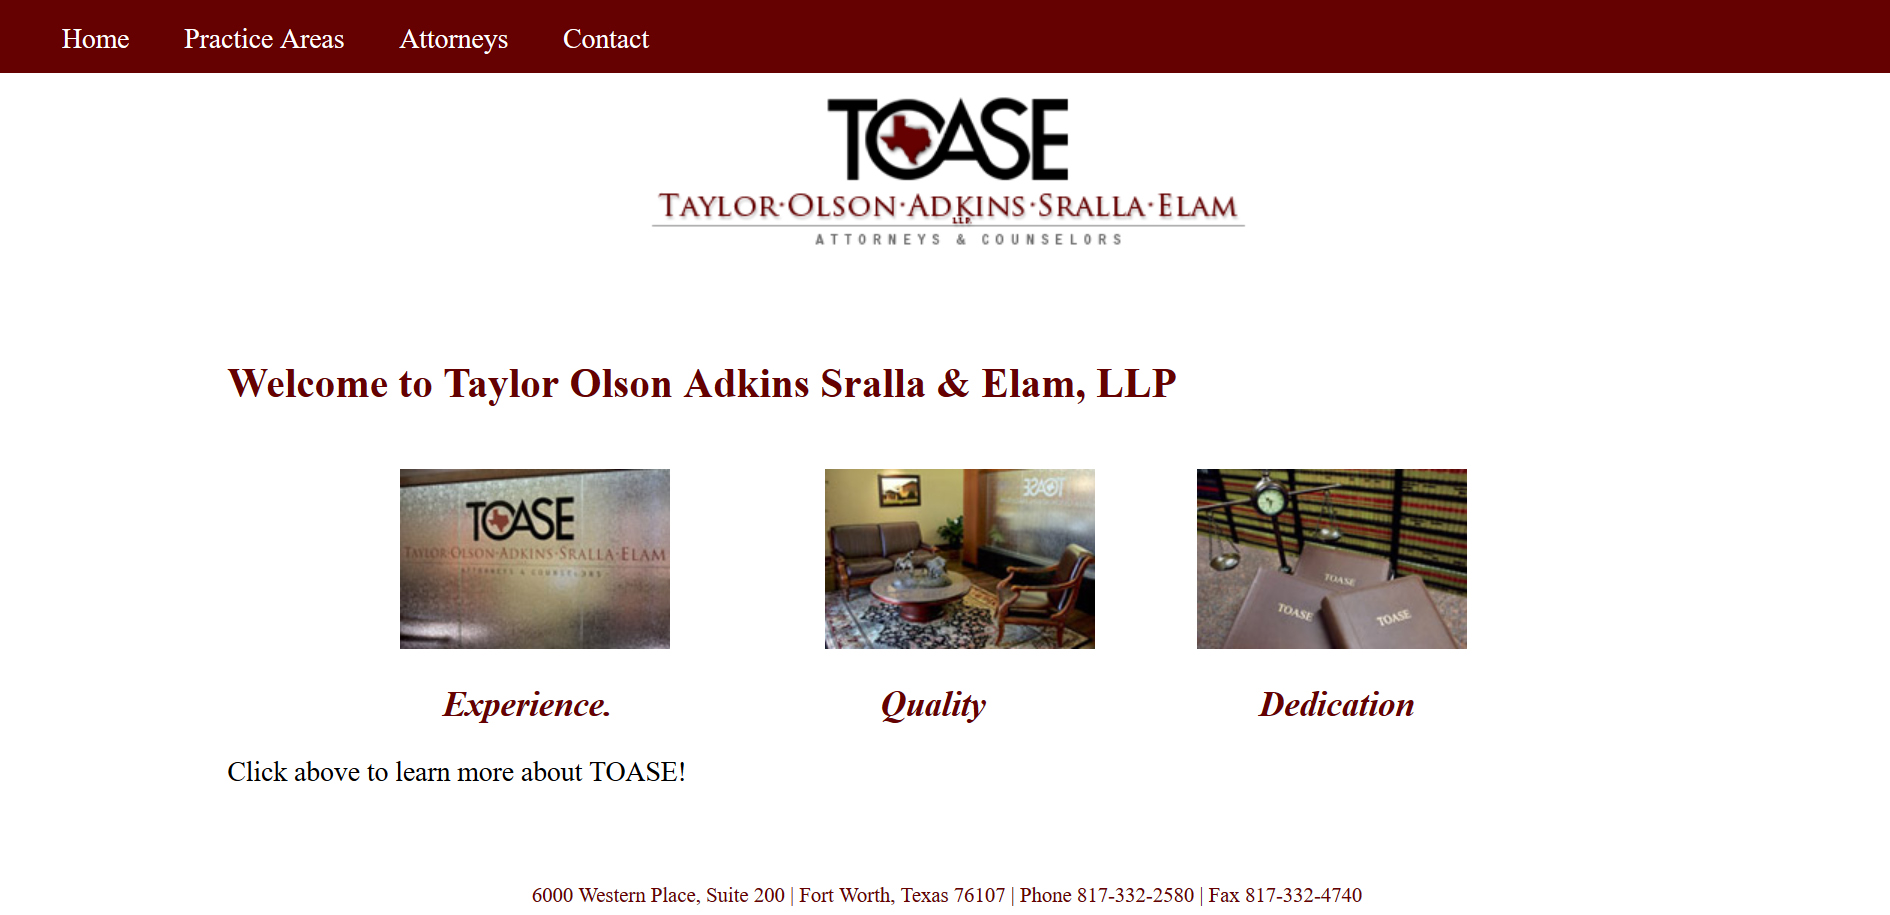 Home Practice Areas Attorneys Contact
TOASE
TAYLOR·OLSON·ADKINS·SRALLA·ELAM
LLP
ATTORNEYS & COUNSELORS
Welcome to Taylor Olson Adkins Sralla & Elam, LLP
TOASE
TAYLOR·OLSON·ADKINS·SRALLA·ELAM
ATTORNEYS & COUNSELORS
TOASE
TOASE
TOASE
TOASE
Experience. Quality Dedication
Click above to learn more about TOASE!
6000 Western Place, Suite 200 | Fort Worth, Texas 76107 | Phone 817-332-2580 | Fax 817-332-4740